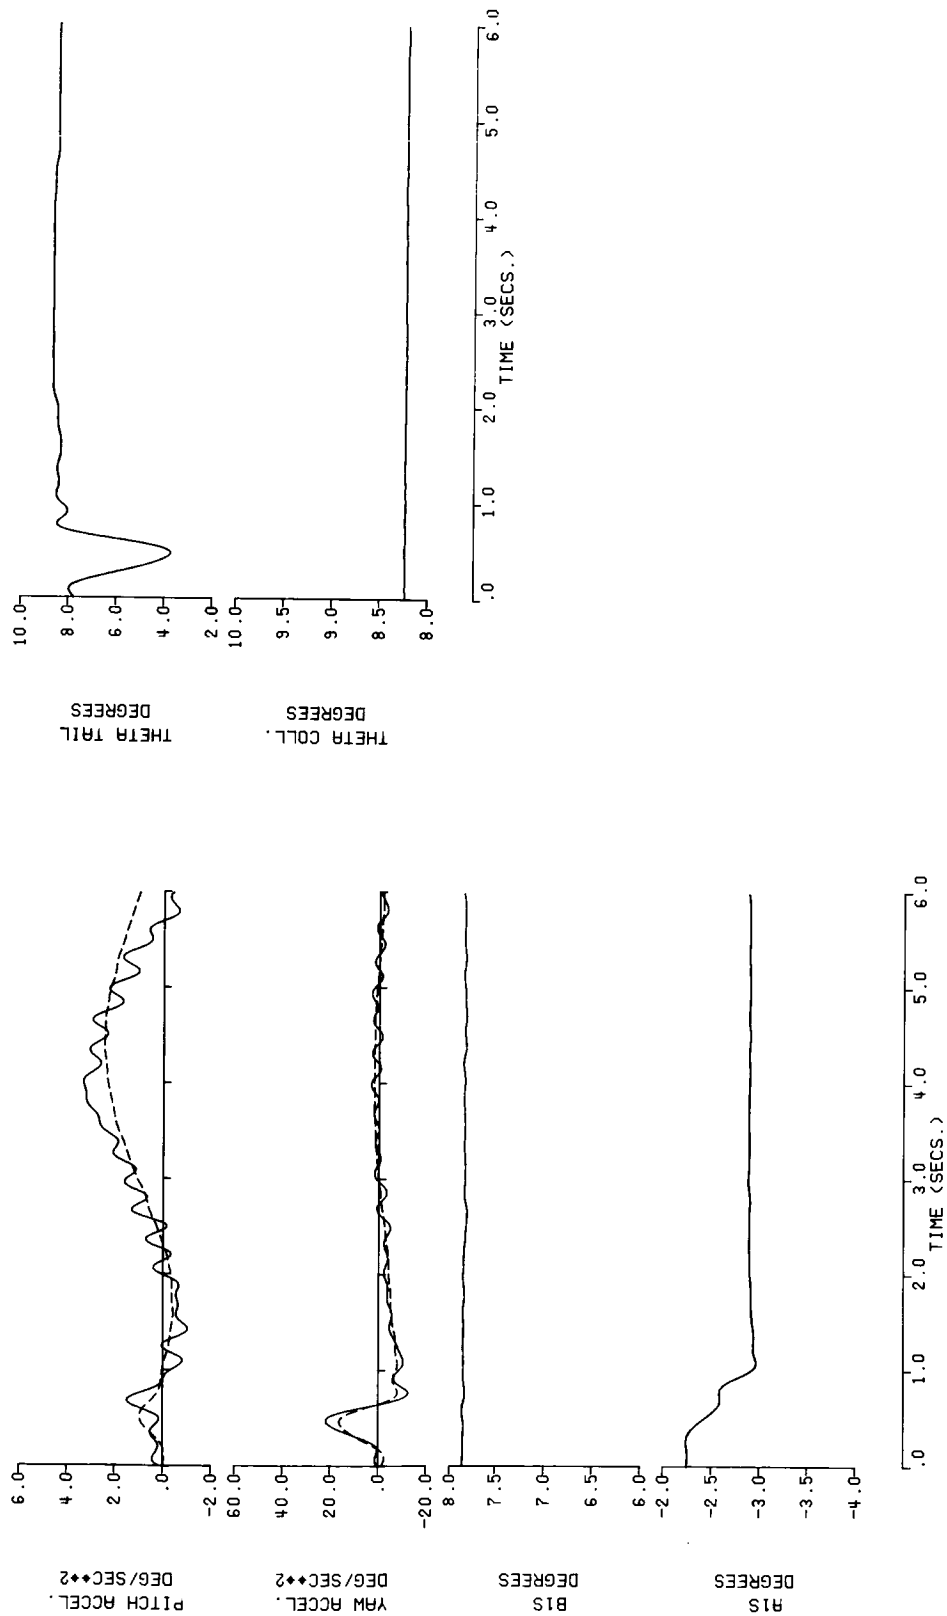 THETA TAIL
DEGREES
10.0
8.0
6.0
4.0
2.0
THETA COLL.
DEGREES
10.0
9.5
9.0
8.5
8.0
.0 1.0 2.0 3.0 4.0 5.0 6.0
TIME (SECS.)
PITCH ACCEL.
DEG/SEC**2
6.0
4.0
2.0
.0
-2.0
YAW ACCEL.
DEG/SEC**2
60.0
40.0
20.0
.0
-20.0
B1S
DEGREES
8.0
7.5
7.0
6.5
6.0
A1S
DEGREES
-2.0
-2.5
-3.0
-3.5
-4.0
.0 1.0 2.0 3.0 4.0 5.0 6.0
TIME (SECS.)